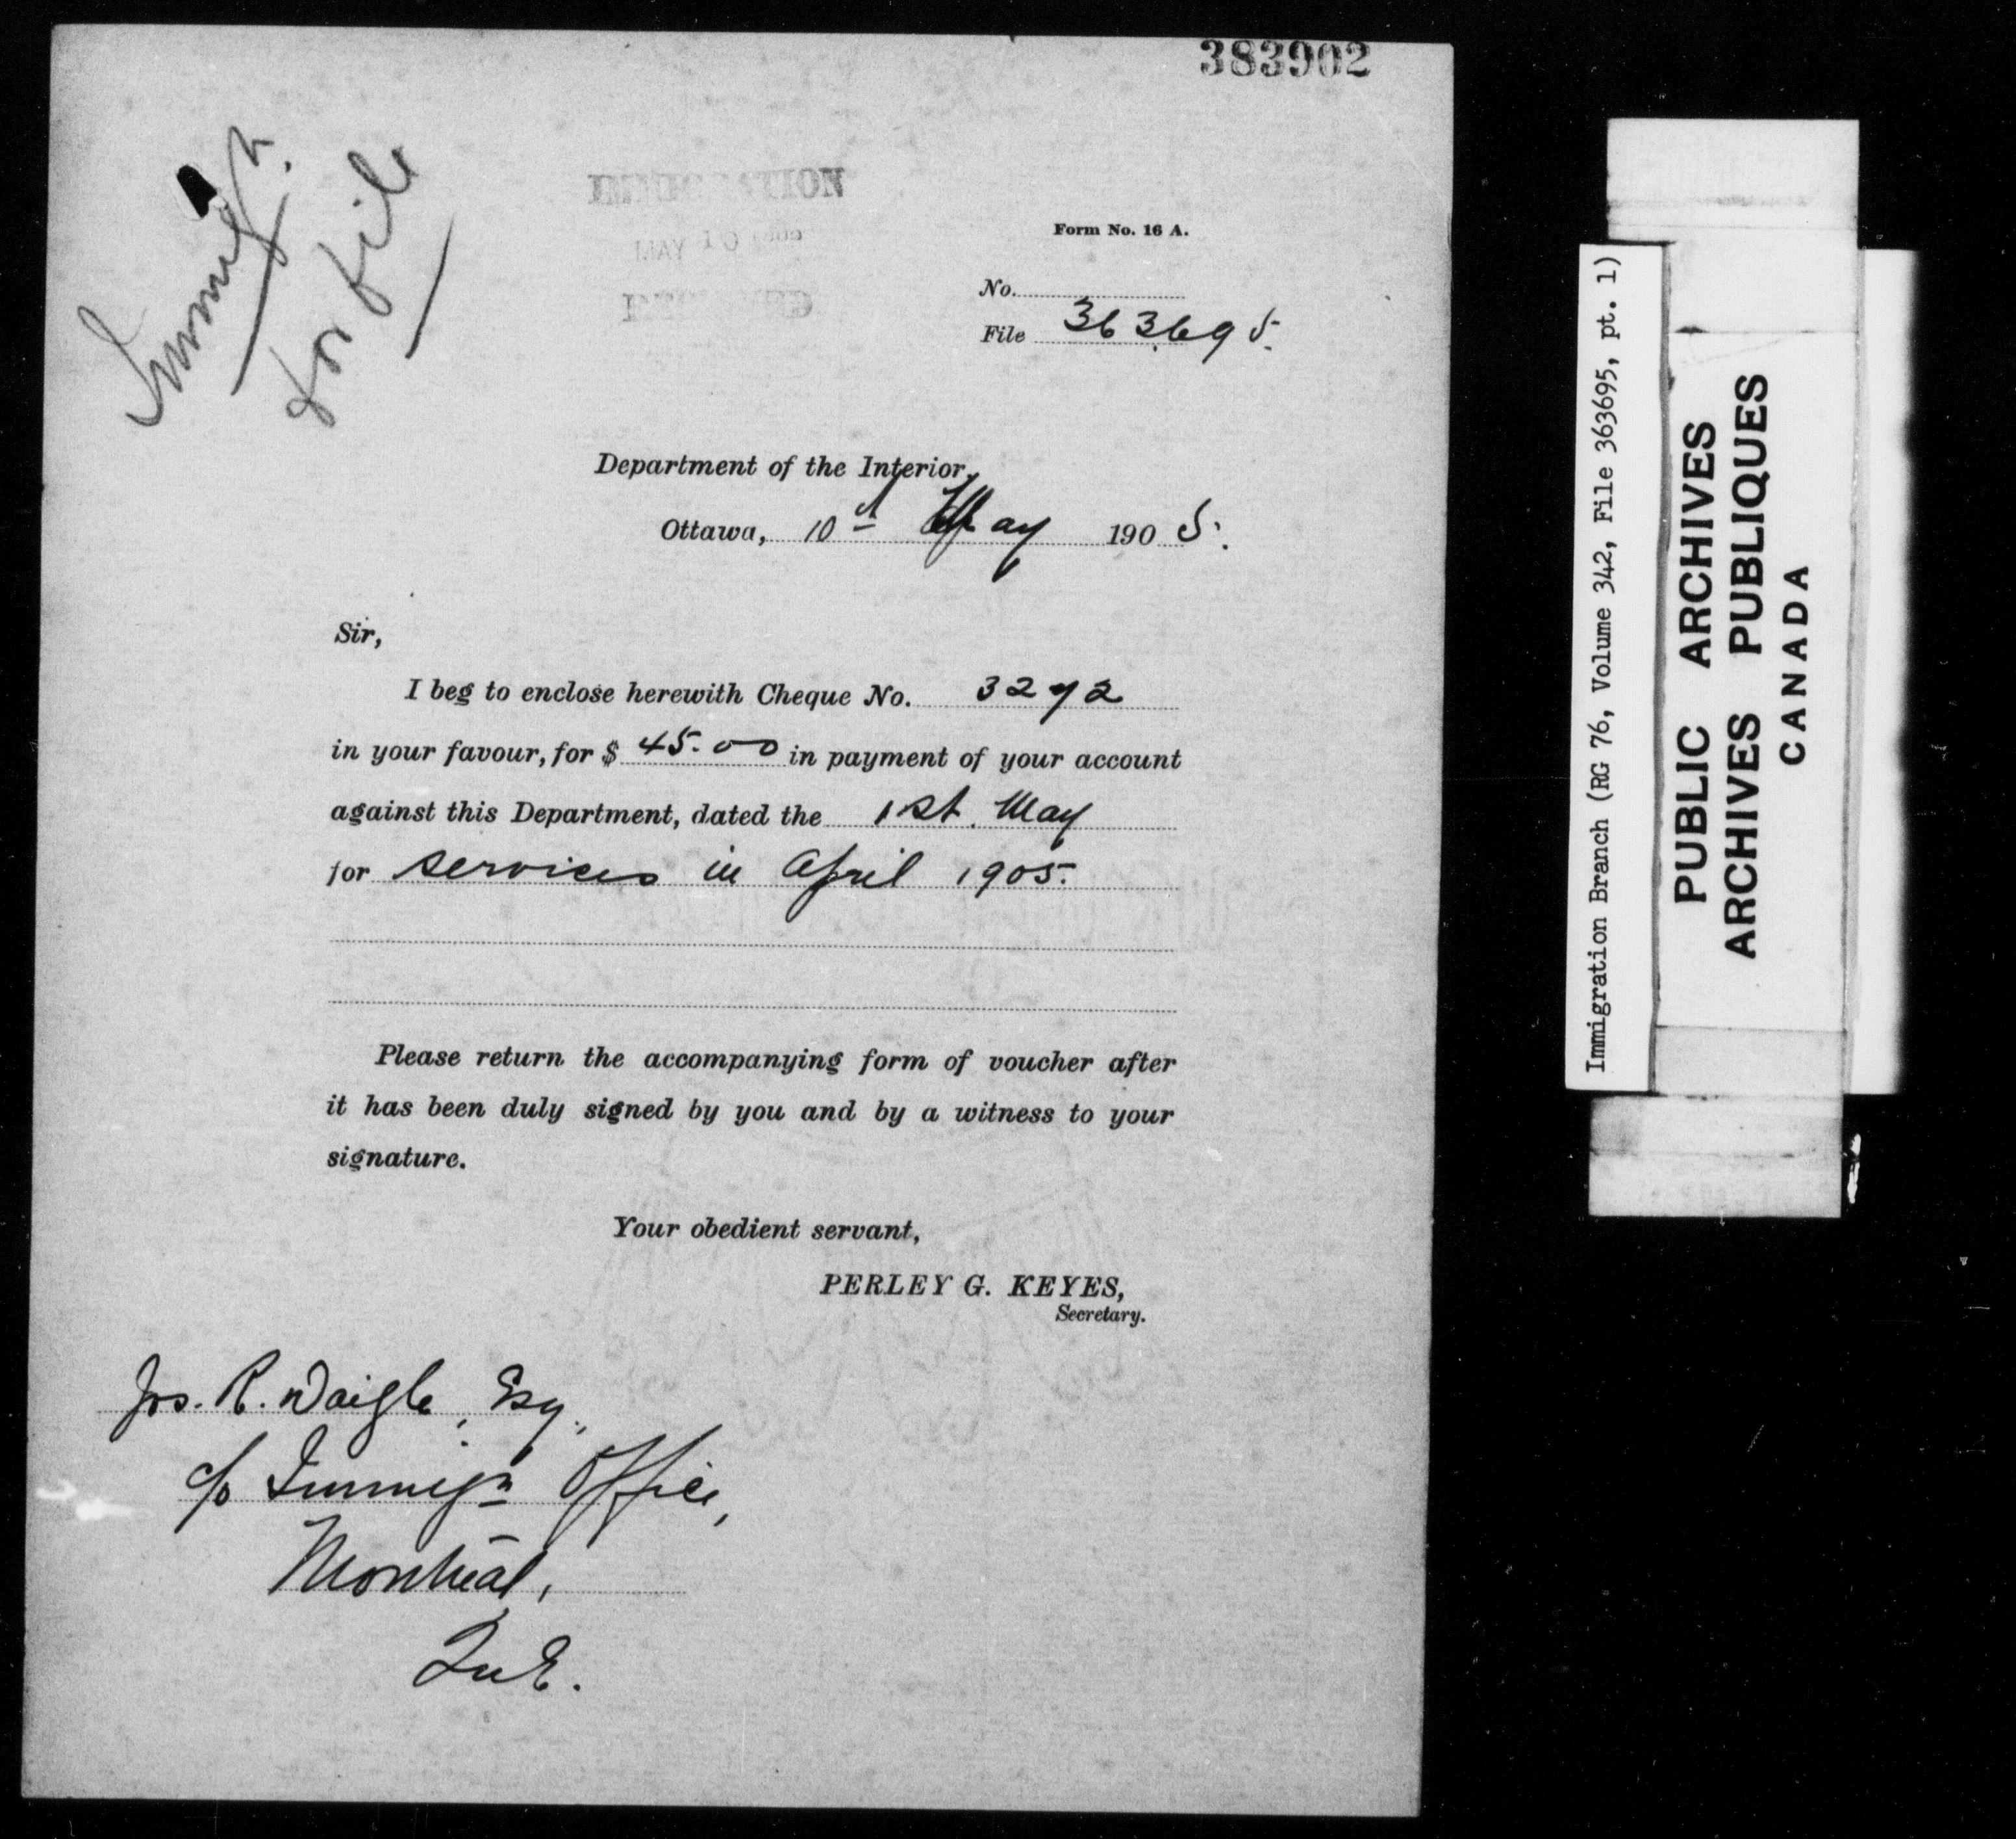 383902
Immign.
for file
IMMIGRATION
MAY 10 1905
RECEIVED
Form No. 16 A.
No.
File 363695.
Department of the Interior,
Ottawa, 10th May 1905.
Sir,
I beg to enclose herewith Cheque No. 3272
in your favour, for $ 45.00 in payment of your account
against this Department, dated the 1st. May
for services in April 1905.
Please return the accompanying form of voucher after
it has been duly signed by you and by a witness to your
signature.
Your obedient servant,
PERLEY G. KEYES,
Secretary.
Jos. R. Daigle, Esq.,
c/o Immign Office,
Montreal,
Que.
Immigration Branch (RG 76, Volume 342, File 363695, pt. 1)
PUBLIC ARCHIVES
ARCHIVES PUBLIQUES
CANADA